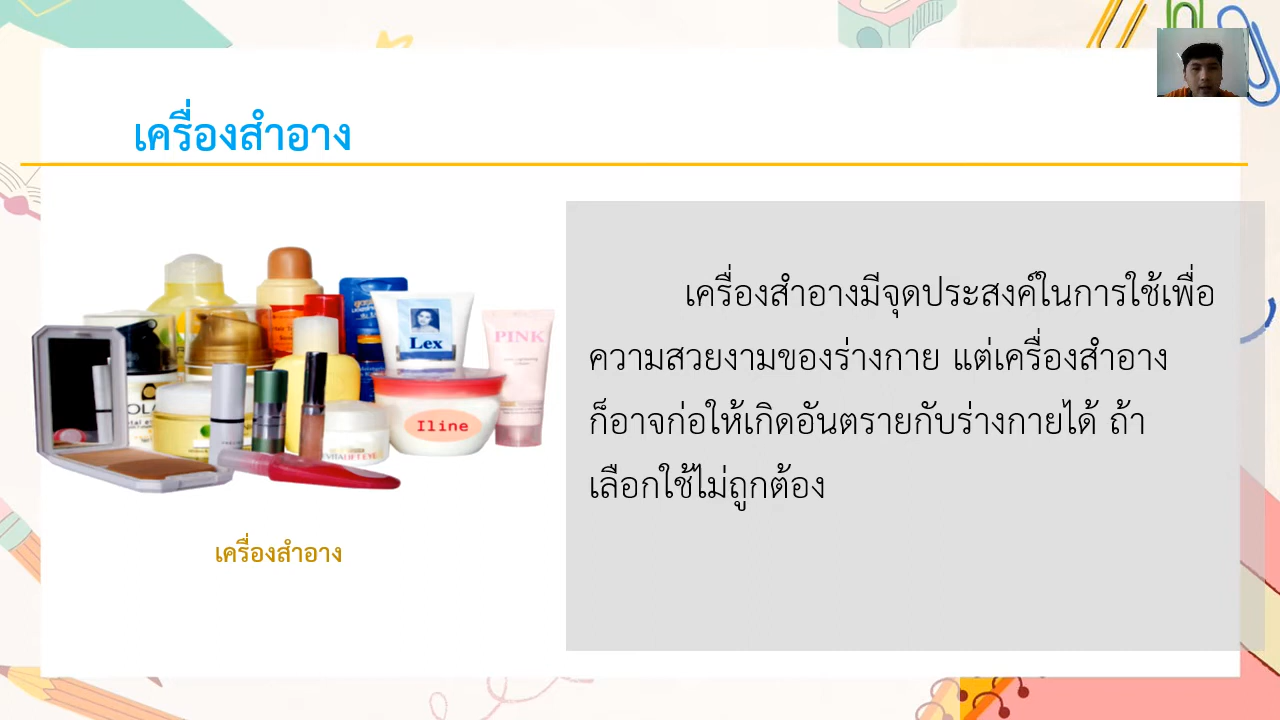 เครื่องสำอาง
เครื่องสำอางมีจุดประสงค์ในการใช้เพื่อ
ความสวยงามของร่างกาย แต่เครื่องสำอาง
ก็อาจก่อให้เกิดอันตรายกับร่างกายได้ ถ้า
เลือกใช้ไม่ถูกต้อง
Lex
PINK
Iline
เครื่องสำอาง